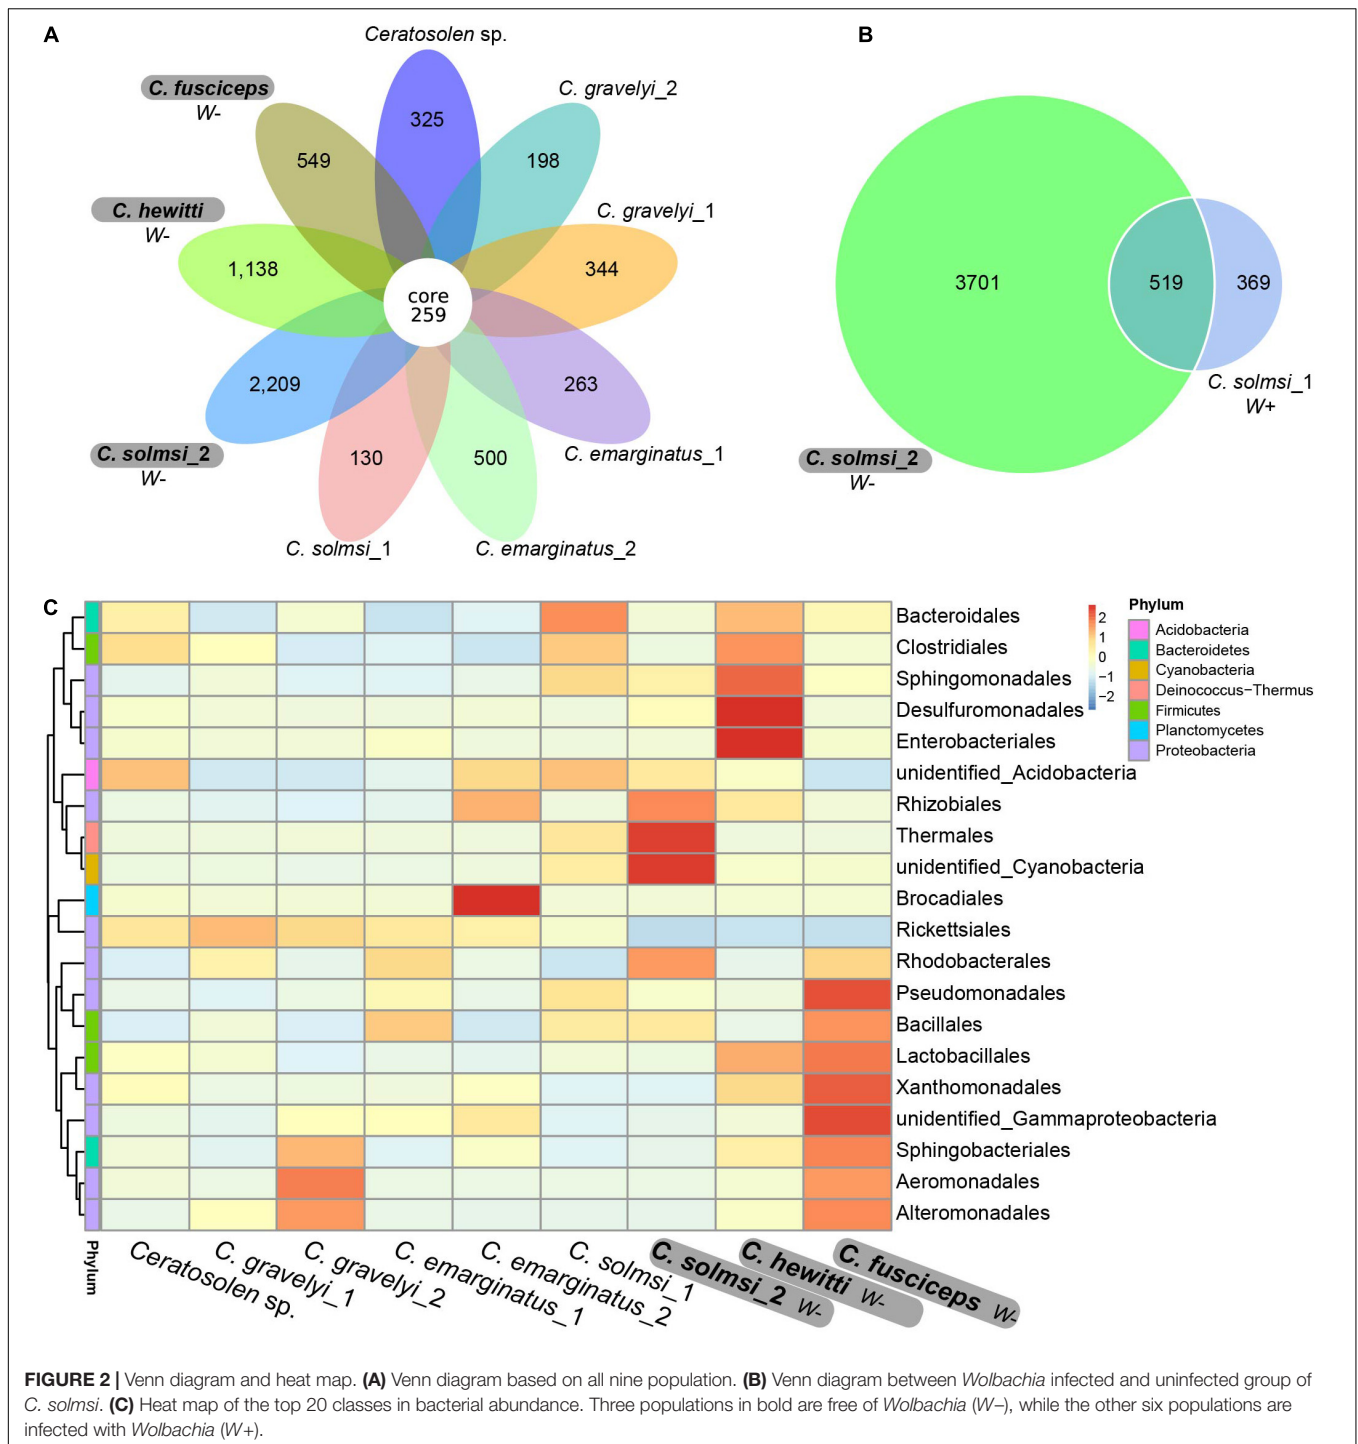 A
Ceratosolen sp.
C. fusciceps
W-
C. gravelyi_2
325
549
198
C. hewitti
W-
C. gravelyi_1
1,138
344
core
259
2,209
263
C. solmsi_2
W-
130
500
C. emarginatus_1
C. solmsi_1
C. emarginatus_2
B
3701
519
369
C. solmsi_1
W+
C. solmsi_2
W-
C
Bacteroidales
Clostridiales
Sphingomonadales
Desulfuromonadales
Enterobacteriales
unidentified_Acidobacteria
Rhizobiales
Thermales
unidentified_Cyanobacteria
Brocadiales
Rickettsiales
Rhodobacterales
Pseudomonadales
Bacillales
Lactobacillales
Xanthomonadales
unidentified_Gammaproteobacteria
Sphingobacteriales
Aeromonadales
Alteromonadales
2
1
0
−1
−2
Phylum
Acidobacteria
Bacteroidetes
Cyanobacteria
Deinococcus−Thermus
Firmicutes
Planctomycetes
Proteobacteria
Phylum
Ceratosolen sp.
C. gravelyi_1
C. gravelyi_2
C. emarginatus_1
C. emarginatus_2
C. solmsi_1
C. solmsi_2 W-
C. hewitti W-
C. fusciceps W-
FIGURE 2 | Venn diagram and heat map. (A) Venn diagram based on all nine population. (B) Venn diagram between Wolbachia infected and uninfected group of
C. solmsi. (C) Heat map of the top 20 classes in bacterial abundance. Three populations in bold are free of Wolbachia (W−), while the other six populations are
infected with Wolbachia (W+).